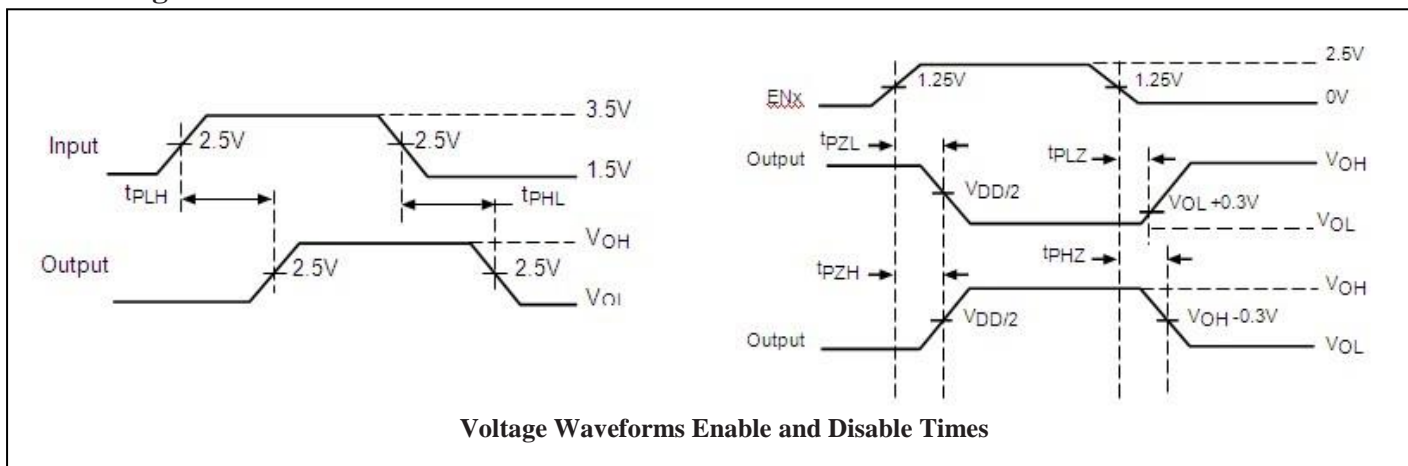 Input
2.5V
2.5V
3.5V
1.5V
tPLH
tPHL
Output
2.5V
2.5V
VOH
VOL
ENx
1.25V
1.25V
2.5V
0V
tPZL
tPLZ
Output
VDD/2
VOL +0.3V
VOH
VOL
tPZH
tPHZ
Output
VDD/2
VOH -0.3V
VOH
VOL
Voltage Waveforms Enable and Disable Times